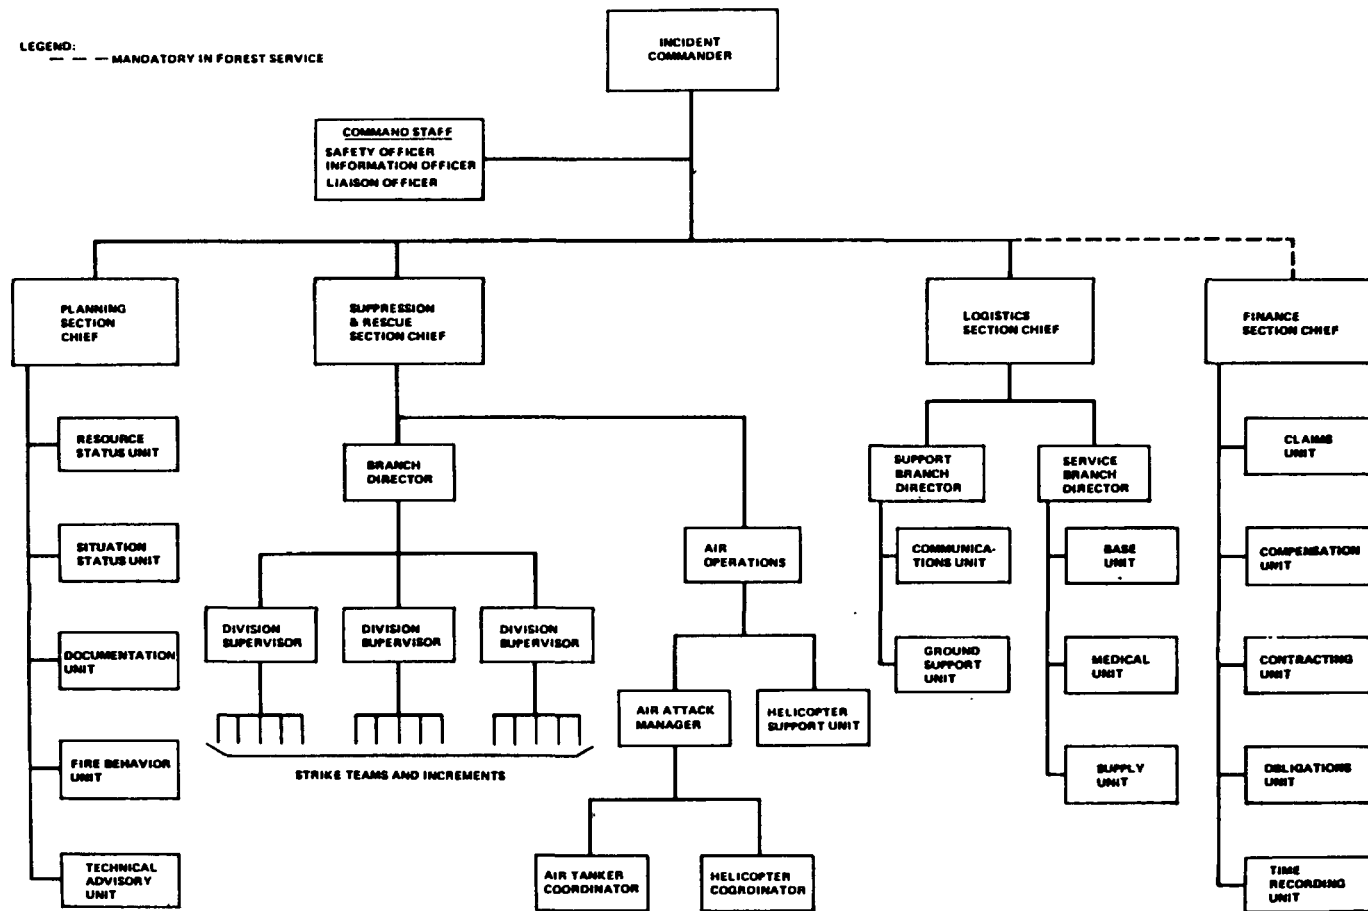 LEGEND:
--- MANDATORY IN FOREST SERVICE
INCIDENT
COMMANDER
COMMAND STAFF
SAFETY OFFICER
INFORMATION OFFICER
LIAISON OFFICER
PLANNING
SECTION
CHIEF
SUPPRESSION
& RESCUE
SECTION CHIEF
LOGISTICS
SECTION CHIEF
FINANCE
SECTION CHIEF
RESOURCE
STATUS UNIT
SITUATION
STATUS UNIT
DOCUMENTATION
UNIT
FIRE BEHAVIOR
UNIT
TECHNICAL
ADVISORY
UNIT
BRANCH
DIRECTOR
DIVISION
SUPERVISOR
DIVISION
SUPERVISOR
DIVISION
SUPERVISOR
STRIKE TEAMS AND INCREMENTS
AIR
OPERATIONS
AIR ATTACK
MANAGER
HELICOPTER
SUPPORT UNIT
AIR TANKER
COORDINATOR
HELICOPTER
COORDINATOR
SUPPORT
BRANCH
DIRECTOR
COMMUNICA-
TIONS UNIT
GROUND
SUPPORT
UNIT
SERVICE
BRANCH
DIRECTOR
BASE
UNIT
MEDICAL
UNIT
SUPPLY
UNIT
CLAIMS
UNIT
COMPENSATION
UNIT
CONTRACTING
UNIT
OBLIGATIONS
UNIT
TIME
RECORDING
UNIT